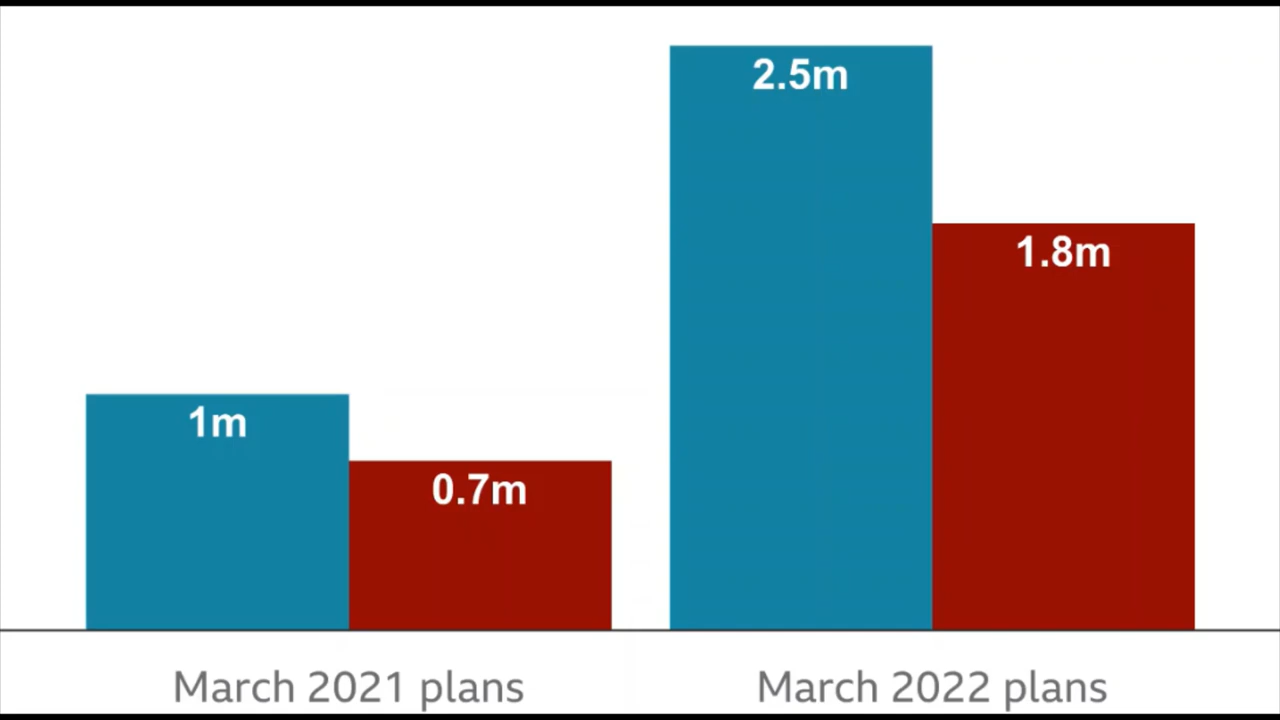 2.5m
1.8m
1m
0.7m
March 2021 plans
March 2022 plans